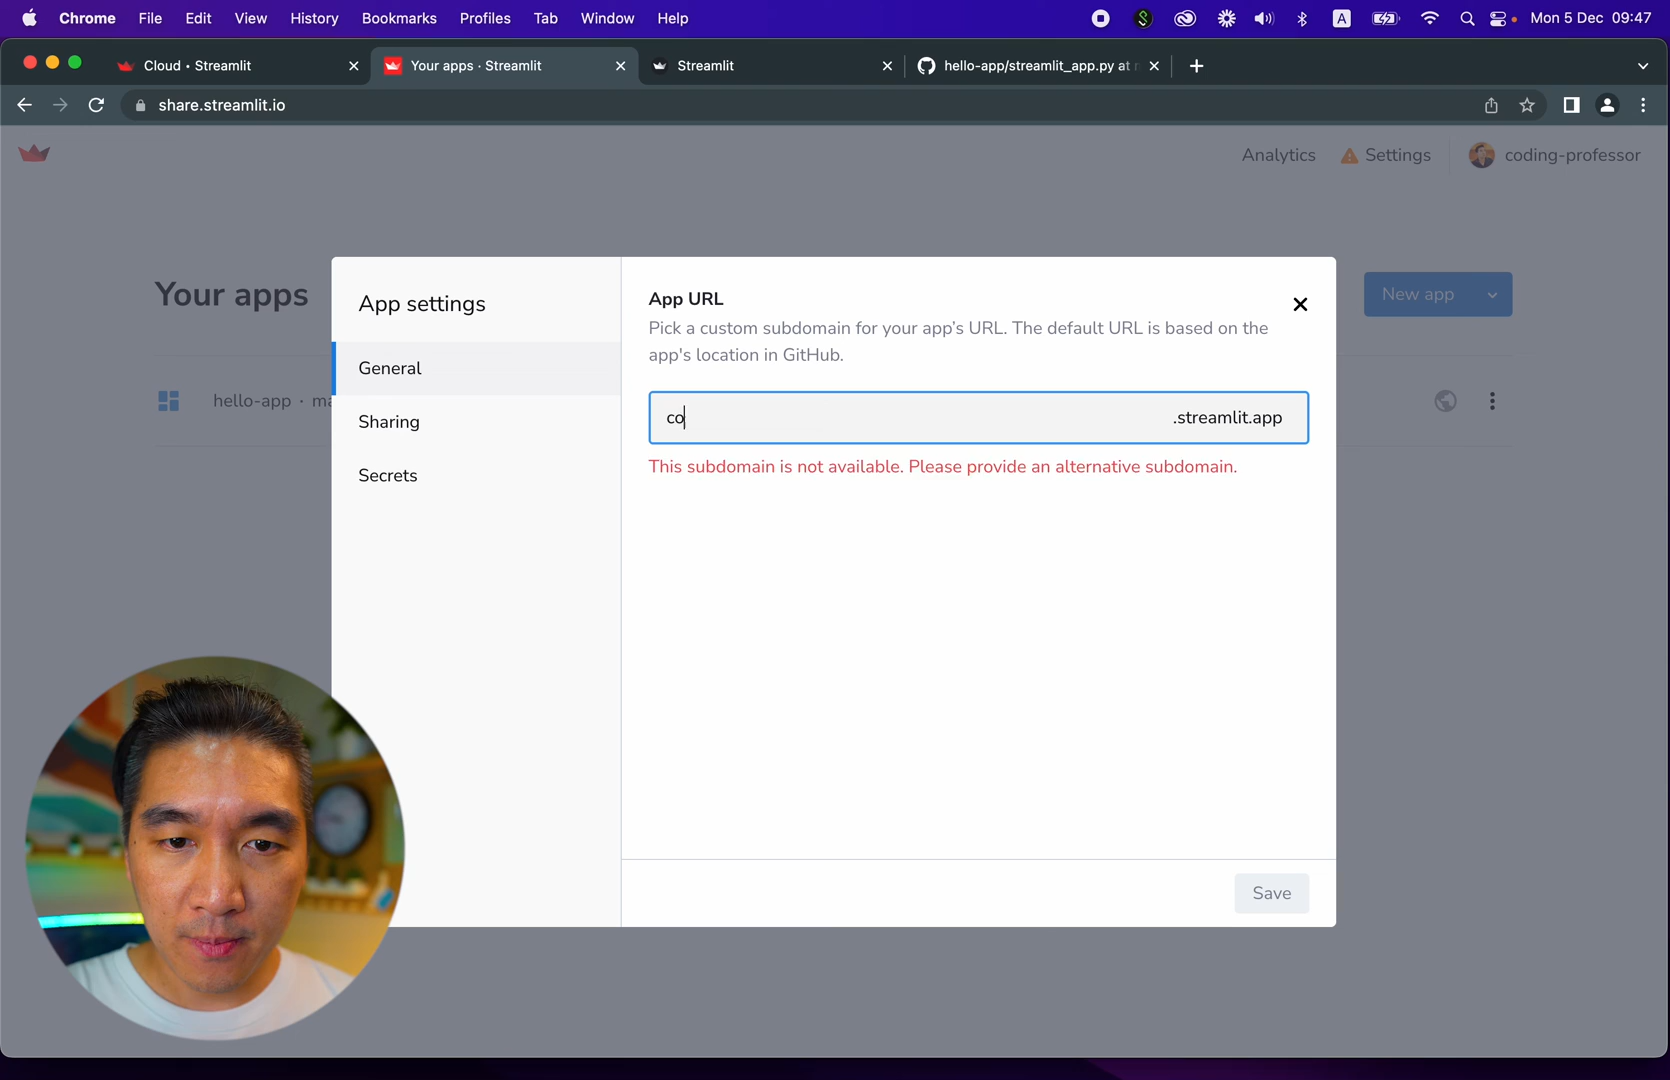 Chrome File Edit View History Bookmarks Profiles Tab Window Help A Mon 5 Dec 09:47
Cloud • Streamlit Your apps · Streamlit Streamlit hello-app/streamlit_app.py at
share.streamlit.io
Analytics Settings coding-professor
Your apps
New app
hello-app ·
App settings
General
Sharing
Secrets
App URL
Pick a custom subdomain for your app’s URL. The default URL is based on the
app's location in GitHub.
co .streamlit.app
This subdomain is not available. Please provide an alternative subdomain.
Save